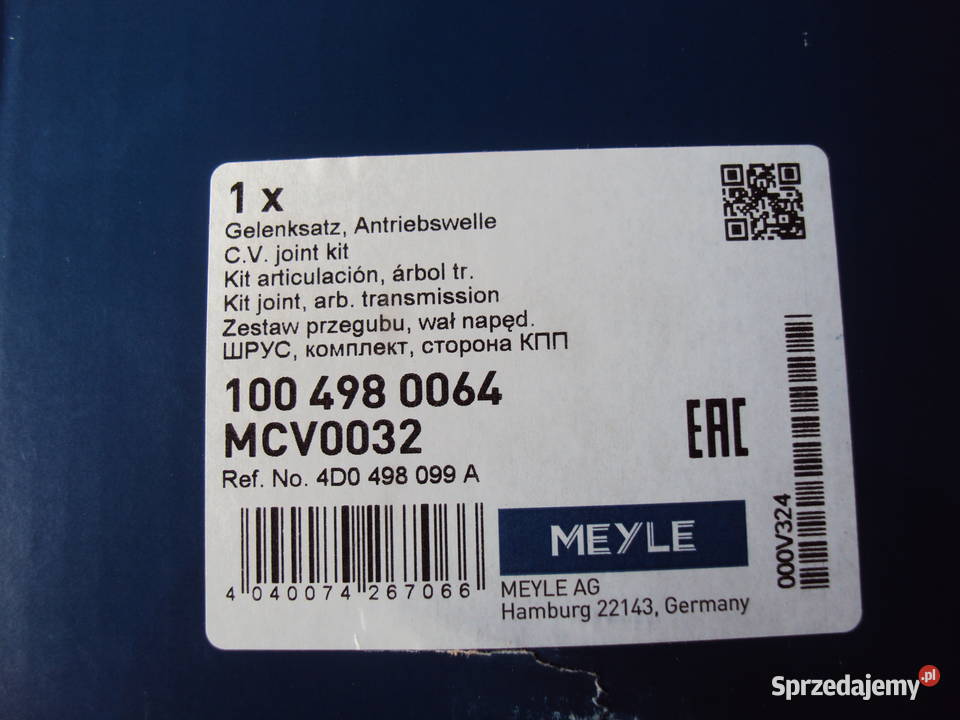 1 x
Gelenksatz, Antriebswelle
C.V. joint kit
Kit articulación, árbol tr.
Kit joint, arb. transmission
Zestaw przegubu, wał napęd.
ШРУС, комплект, сторона КПП
100 498 0064
MCV0032
EAC
Ref. No. 4D0 498 099 A
4 040074 267066
MEYLE
MEYLE AG
Hamburg 22143, Germany
000V324
Sprzedajemy.pl